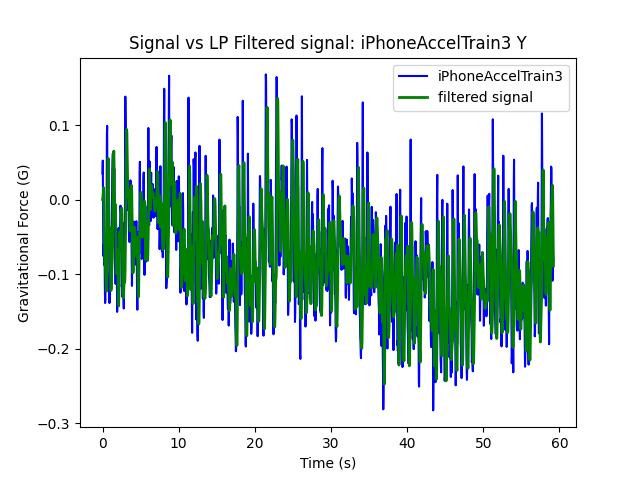 Signal vs LP Filtered signal: iPhoneAccelTrain3 Y
iPhoneAccelTrain3
filtered signal
Gravitational Force (G)
0.1
0.0
−0.1
−0.2
−0.3
0 10 20 30 40 50 60
Time (s)